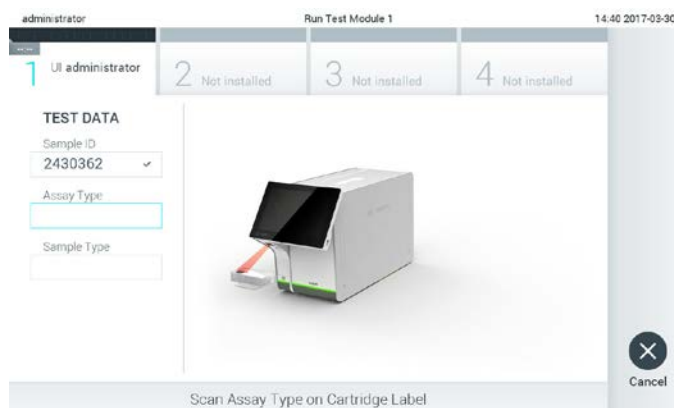 administrator Run Test Module 1 14:40 2017-03-30
1 UI administrator 2 Not installed 3 Not installed 4 Not installed
TEST DATA
Sample ID
2430362
Assay Type
Sample Type
Cancel
Scan Assay Type on Cartridge Label